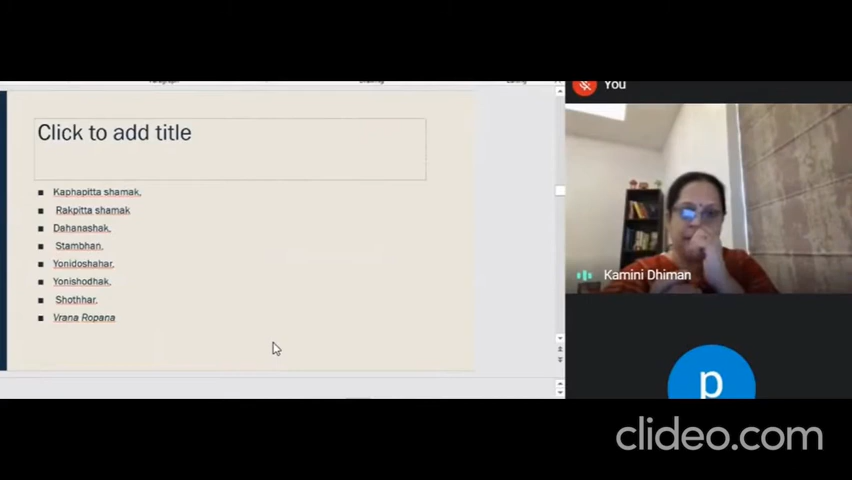 You
Click to add title
Kaphapitta shamak,
Rakpitta shamak
Dahanashak,
Stambhan,
Yonidoshahar,
Yonishodhak,
Shothhar,
Vrana Ropana
Kamini Dhiman
p
clideo.com